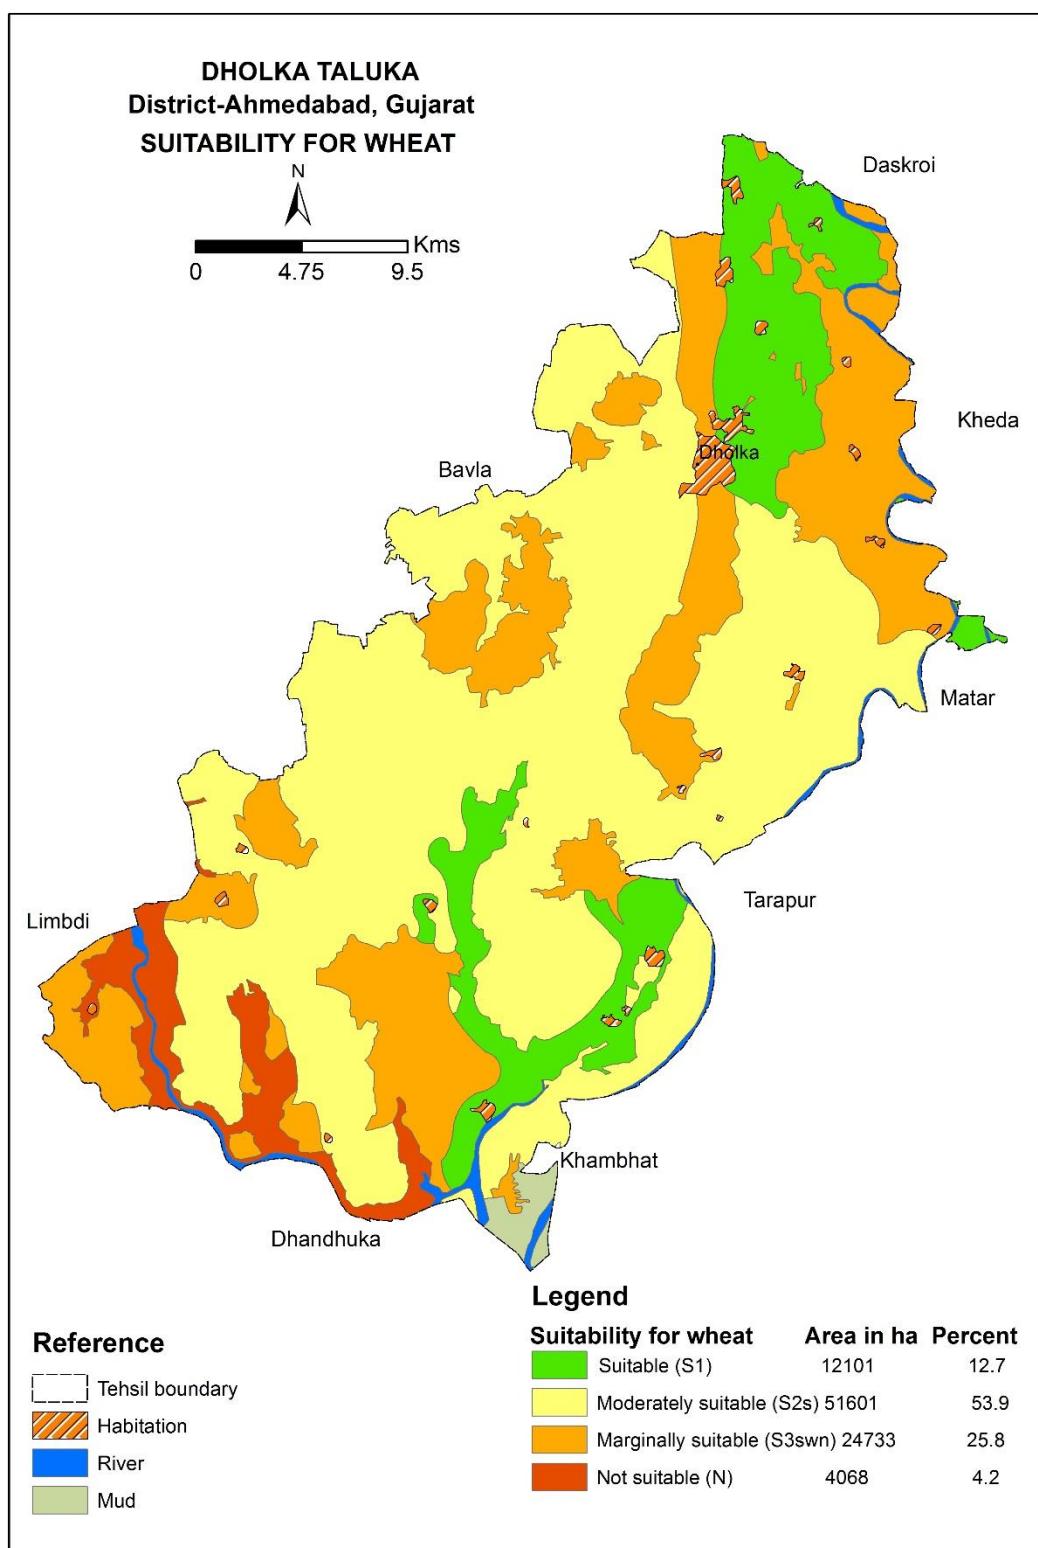 DHOLKA TALUKA
District-Ahmedabad, Gujarat
SUITABILITY FOR WHEAT
N
Kms
0 4.75 9.5
Daskroi
Kheda
Dholka
Bavla
Matar
Tarapur
Limbdi
Khambhat
Dhandhuka
Legend
Suitability for wheat Area in ha Percent
Suitable (S1) 12101 12.7
Moderately suitable (S2s) 51601 53.9
Marginally suitable (S3swn) 24733 25.8
Not suitable (N) 4068 4.2
Reference
Tehsil boundary
Habitation
River
Mud